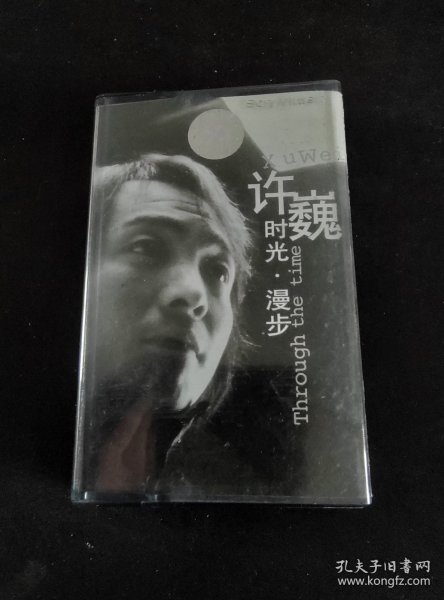 XuWei
许巍
时光·漫步
Through the time
孔夫子旧书网
www.kongfz.com